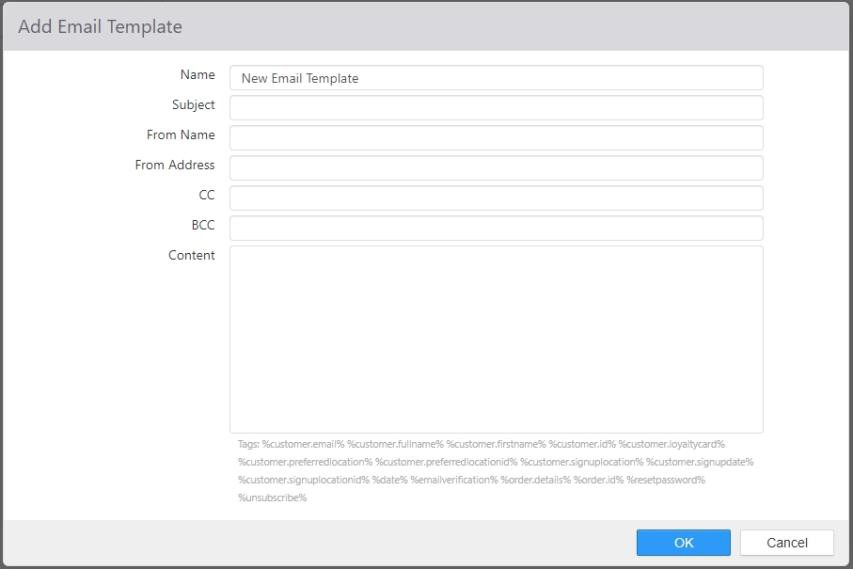 Add Email Template
Name
New Email Template
Subject
From Name
From Address
CC
BCC
Content
Tags: %customer.email% %customer.fullname% %customer.firstname% %customer.id% %customer.loyaltycard%
%customer.preferredlocation% %customer.preferredlocationid% %customer.signuplocation% %customer.signupdate%
%customer.signuplocationid% %date% %emailverification% %order.details% %order.id% %resetpassword%
%unsubscribe%
OK
Cancel